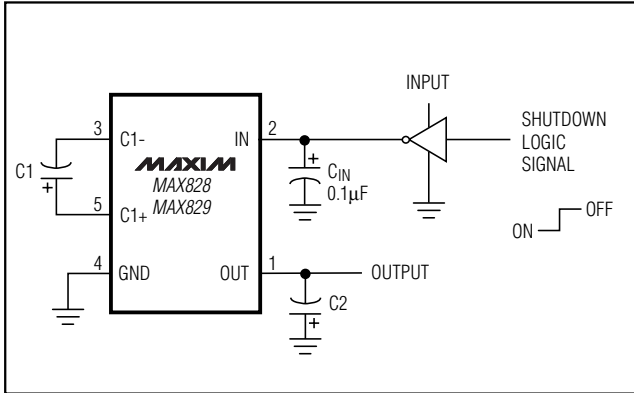 INPUT
SHUTDOWN
LOGIC
SIGNAL
3
C1-
IN
2
C1
+
MAXIM
MAX828
MAX829
+
CIN
0.1μF
5
C1+
ON
OFF
4
GND
OUT
1
OUTPUT
C2
+